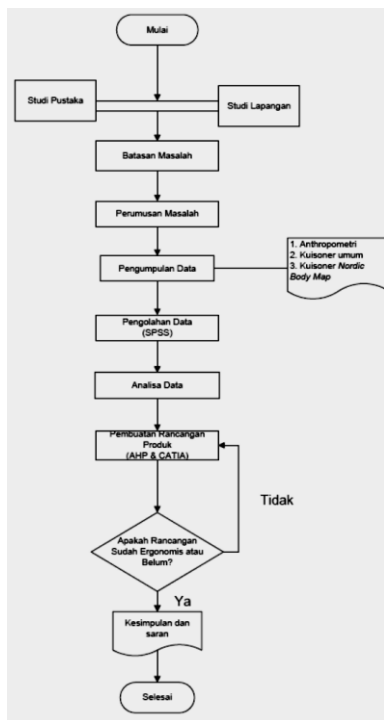 Mulai
Studi Pustaka
Studi Lapangan
Batasan Masalah
Perumusan Masalah
Pengumpulan Data
1. Anthropometri
2. Kuisoner umum
3. Kuisoner Nordic
Body Map
Pengolahan Data
(SPSS)
Analisa Data
Pembuatan Rancangan
Produk
(AHP & CATIA)
Tidak
Apakah Rancangan
Sudah Ergonomis atau
Belum?
Ya
Kesimpulan dan
saran
Selesai